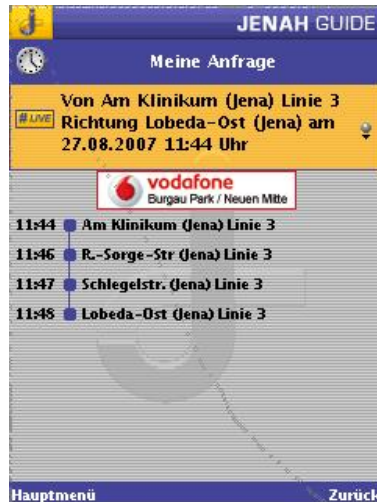 JENAH GUIDE
Meine Anfrage
Von Am Klinikum (Jena) Linie 3
#LIVE Richtung Lobeda-Ost (Jena) am
27.08.2007 11:44 Uhr
vodafone
Burgau Park / Neuen Mitte
11:44 Am Klinikum (Jena) Linie 3
11:46 R.-Sorge-Str (Jena) Linie 3
11:47 Schlegelstr. (Jena) Linie 3
11:48 Lobeda-Ost (Jena) Linie 3
Hauptmenü Zurück